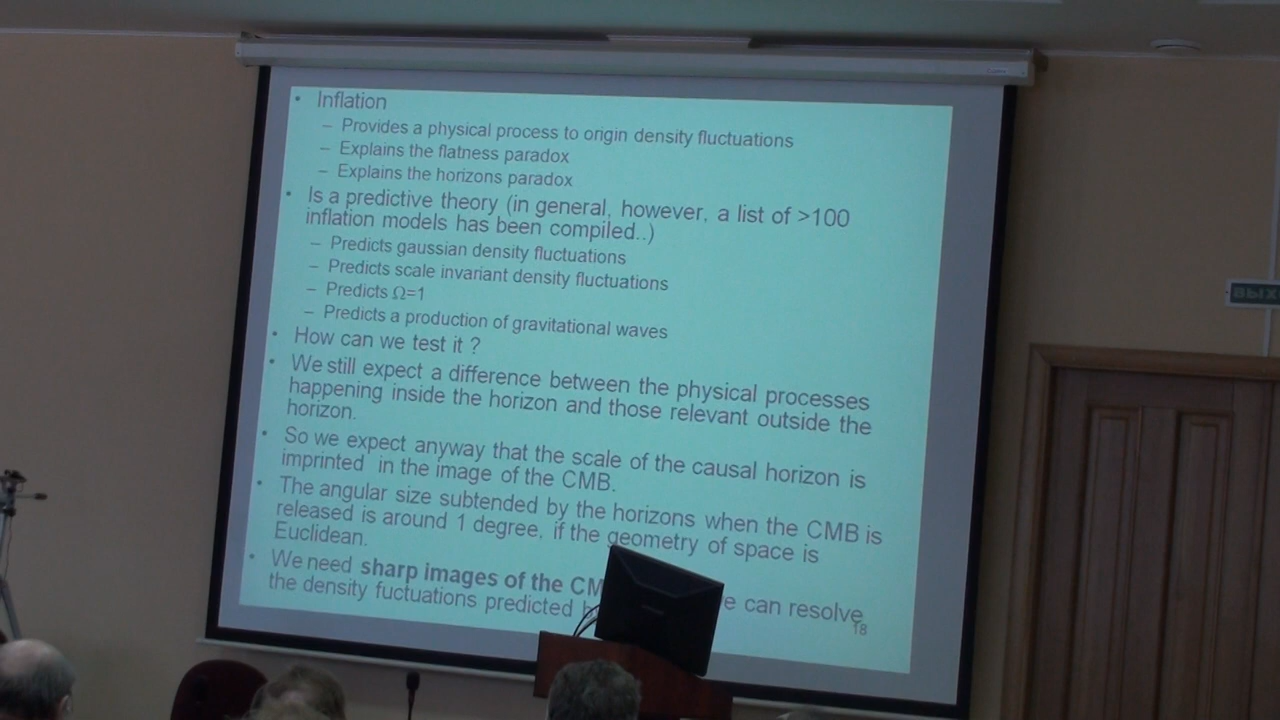 • Inflation
– Provides a physical process to origin density fluctuations
– Explains the flatness paradox
– Explains the horizons paradox
• Is a predictive theory (in general, however, a list of >100
inflation models has been compiled..)
– Predicts gaussian density fluctuations
– Predicts scale invariant density fluctuations
– Predicts Ω=1
– Predicts a production of gravitational waves
• How can we test it ?
• We still expect a difference between the physical processes
happening inside the horizon and those relevant outside the
horizon.
• So we expect anyway that the scale of the causal horizon is
imprinted in the image of the CMB.
• The angular size subtended by the horizons when the CMB is
released is around 1 degree, if the geometry of space is
Euclidean.
• We need sharp images of the can resolve
the density fuctuations predicted
18